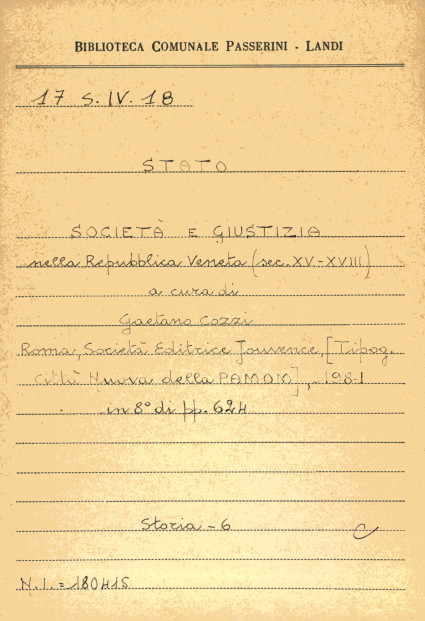 BIBLIOTECA COMUNALE PASSERINI - LANDI
17 S. IV. 18
STATO
SOCIETÀ E GIUSTIZIA
nella Repubblica Veneta (sec. XV-XVIII)
a cura di
Gaetano Cozzi
Roma, Società Editrice Jouvence, [Tipog.
Città Nuova della PAMOM], 1981
in 8° di pp. 624
Storia - 6
N. I. = 180415